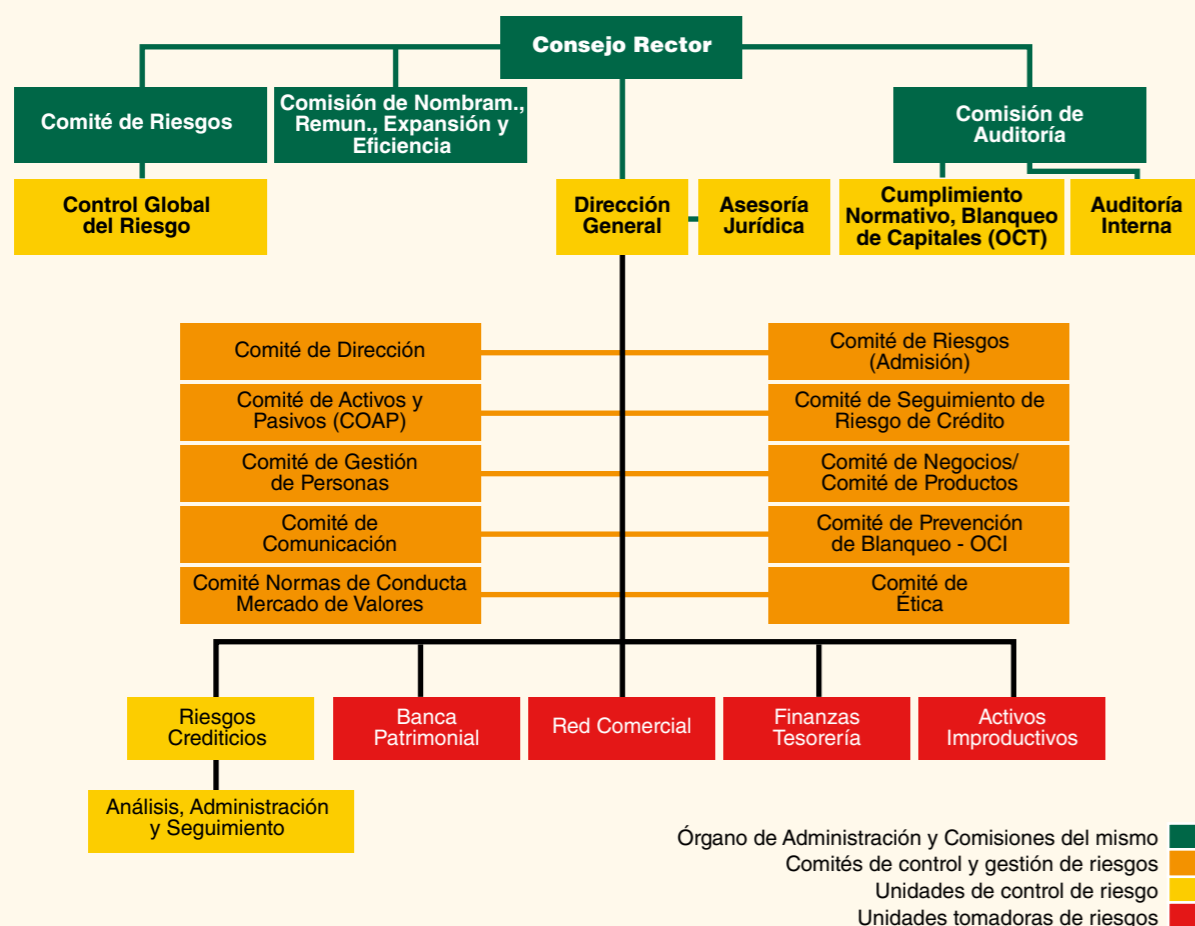 Consejo Rector
Comité de Riesgos
Comisión de Nombram.,
Remun., Expansión y
Eficiencia
Comisión de
Auditoría
Control Global
del Riesgo
Dirección
General
Asesoría
Jurídica
Cumplimiento
Normativo, Blanqueo
de Capitales (OCT)
Auditoría
Interna
Comité de Dirección
Comité de Riesgos
(Admisión)
Comité de Activos y
Pasivos (COAP)
Comité de Seguimiento de
Riesgo de Crédito
Comité de Gestión
de Personas
Comité de Negocios/
Comité de Productos
Comité de
Comunicación
Comité de Prevención
de Blanqueo - OCI
Comité Normas de Conducta
Mercado de Valores
Comité de
Ética
Riesgos
Crediticios
Banca
Patrimonial
Red Comercial
Finanzas
Tesorería
Activos
Improductivos
Análisis, Administración
y Seguimiento
Órgano de Administración y Comisiones del mismo
Comités de control y gestión de riesgos
Unidades de control de riesgo
Unidades tomadoras de riesgos